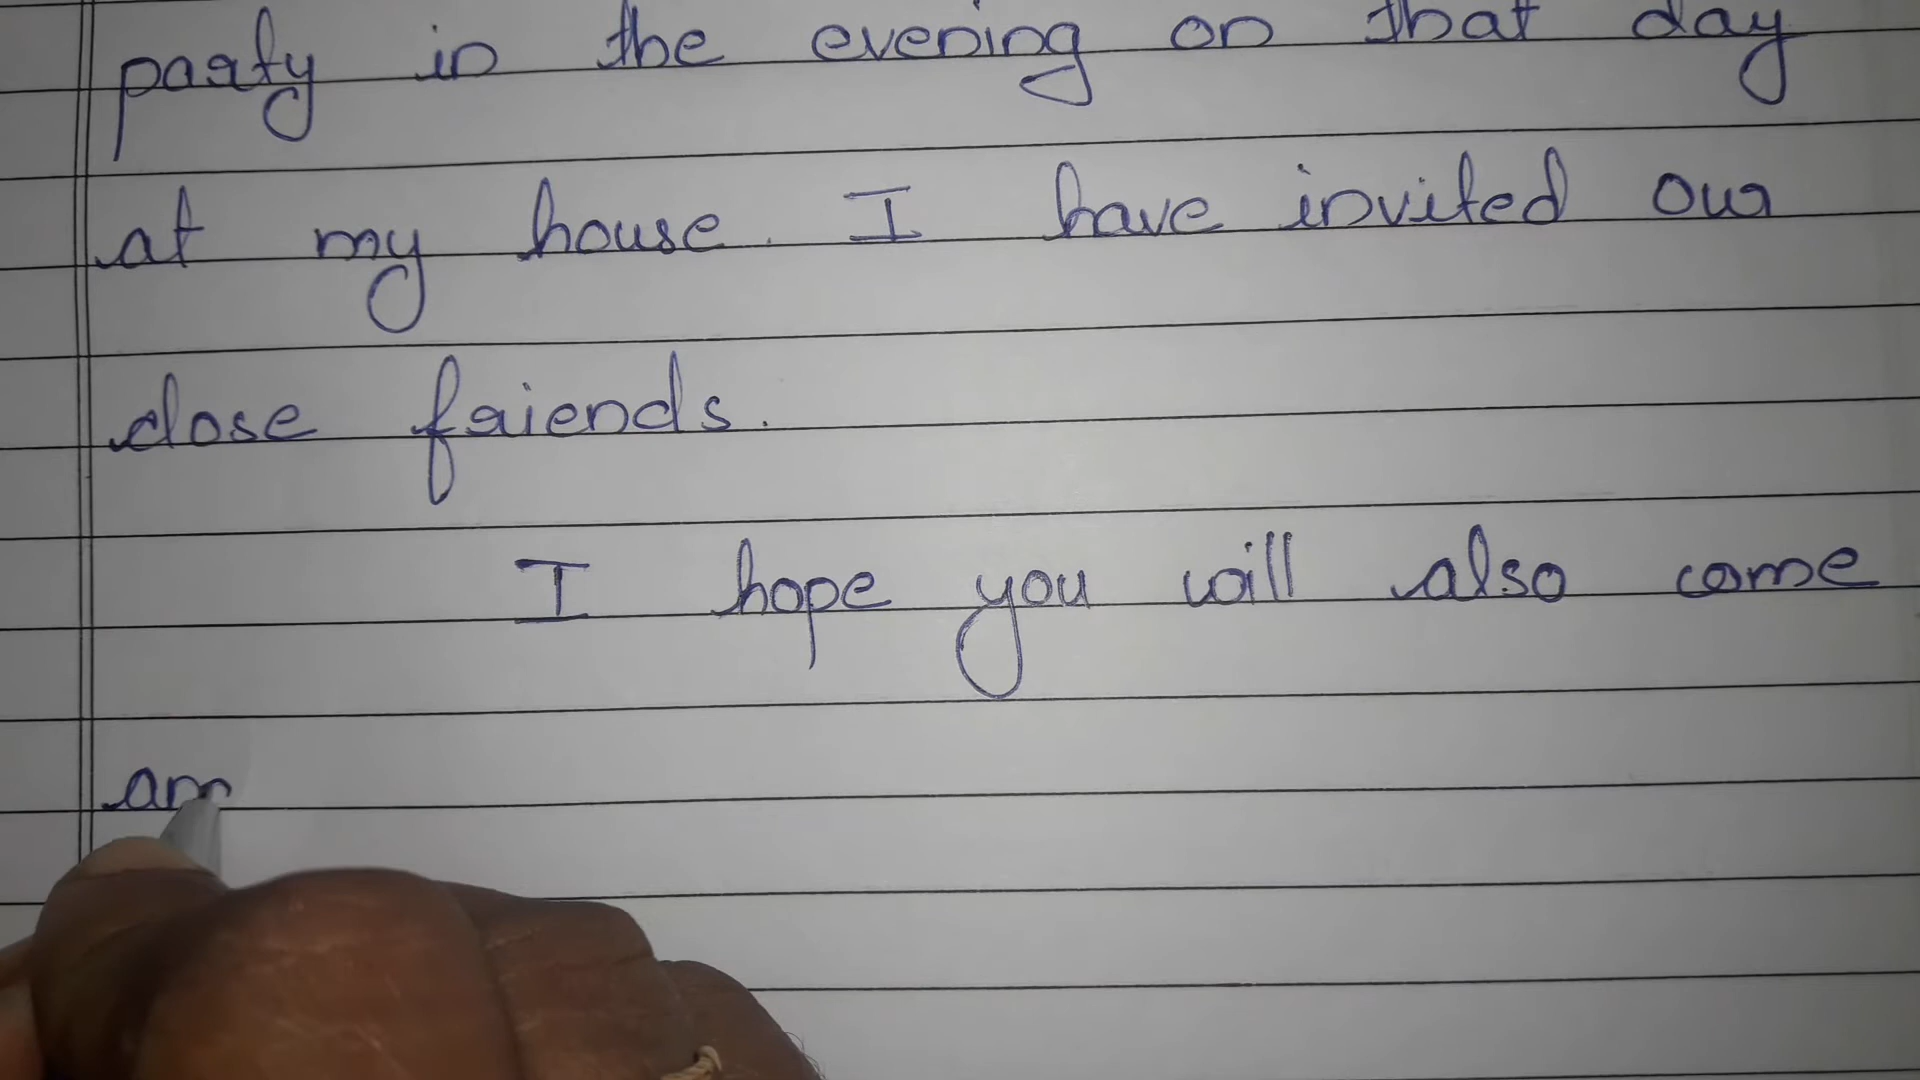 party in the evening on that day
at my house. I have invited our
close friends.
I hope you will also come
an